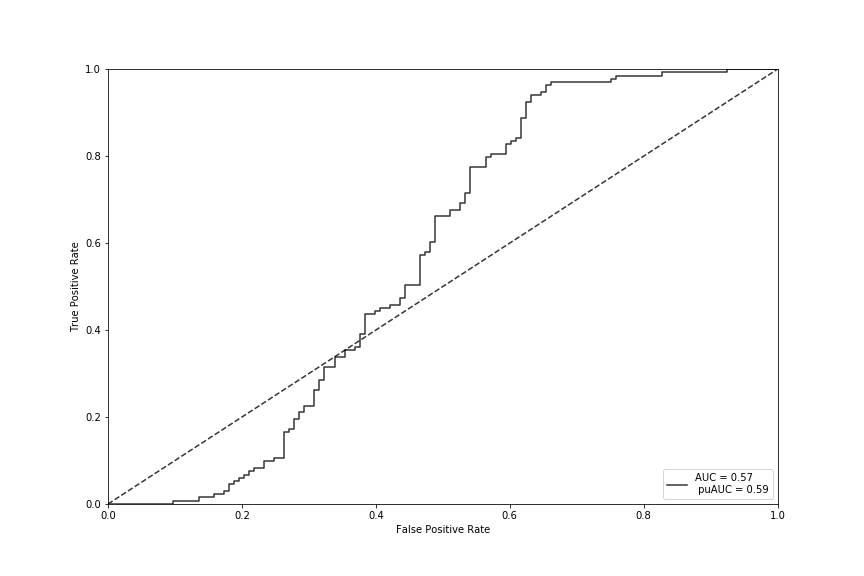 1.0
0.8
0.6
0.4
0.2
0.0
True Positive Rate
0.0 0.2 0.4 0.6 0.8 1.0
False Positive Rate
AUC = 0.57
puAUC = 0.59